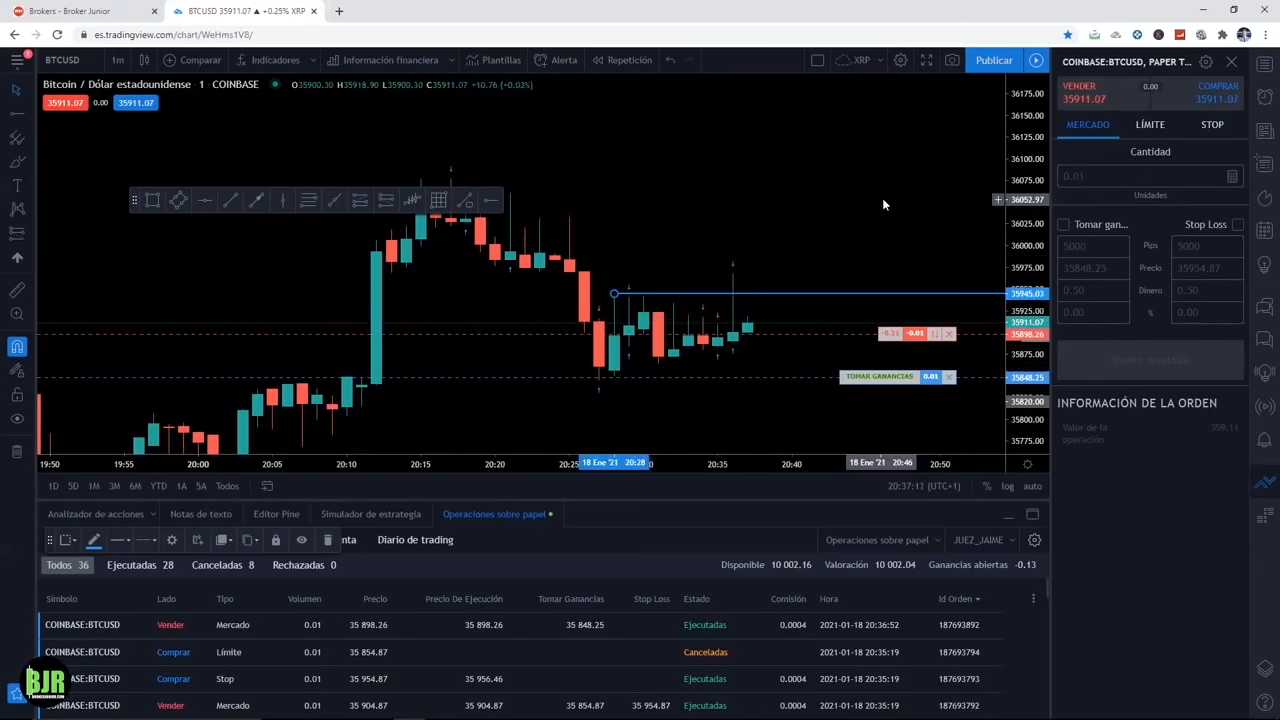 Brokers - Broker Junior
BTCUSD 35911.07 ▲ +0.25% XRP
es.tradingview.com/chart/WeHms1V8/
BTCUSD 1m Comparar Indicadores Información financiera Plantillas Alerta Repetición XRP Publicar
COINBASE:BTCUSD, PAPER T...
Bitcoin / Dólar estadounidense · 1 · COINBASE O35900.30 H35918.90 L35900.30 C35911.07 +10.76 (+0.03%)
35911.07 0.00 35911.07
VENDER 0.00 COMPRAR
35911.07 35911.07
MERCADO LÍMITE STOP
Cantidad
0.01
Unidades
Tomar gan... Stop Loss
5000 Pips 5000
35848.25 Precio 35954.87
0.50 Dinero 0.50
0.00 % 0.00
INFORMACIÓN DE LA ORDEN
Valor de la operación 359.11
36175.00
36150.00
36125.00
36100.00
36075.00
36052.97
36025.00
36000.00
35975.00
35945.03
35925.00
35911.07
35898.26
35875.00
35848.25
35820.00
35800.00
35775.00
-0.01
TOMAR GANANCIAS 0.01
19:50 19:55 20:00 20:05 20:10 20:15 20:20 20:25 18 Ene '21 20:28 20:35 20:40 18 Ene '21 20:46 20:50
1D 5D 1M 3M 6M YTD 1A 5A Todos 20:37:17 (UTC+1) % log auto
Analizador de acciones Notas de texto Editor Pine Simulador de estrategia Operaciones sobre papel
nta Diario de trading Operaciones sobre papel JUEZ_JAIME
Todos 36 Ejecutadas 28 Canceladas 8 Rechazadas 0 Disponible 10 002.16 Valoración 10 002.04 Ganancias abiertas -0.13
Símbolo Lado Tipo Volumen Precio Precio De Ejecución Tomar Ganancias Stop Loss Estado Comisión Hora Id Orden
COINBASE:BTCUSD Vender Mercado 0.01 35 898.26 35 898.26 35 848.25 Ejecutadas 0.0004 2021-01-18 20:36:52 187693892
COINBASE:BTCUSD Comprar Límite 0.01 35 854.87 Canceladas 2021-01-18 20:35:19 187693794
COINBASE:BTCUSD Comprar Stop 0.01 35 954.87 35 956.46 Ejecutadas 0.0004 2021-01-18 20:35:19 187693793
COINBASE:BTCUSD Vender Mercado 0.01 35 904.87 35 904.87 35 854.87 35 954.87 Ejecutadas 0.0004 2021-01-18 20:35:19 187693792
BJR